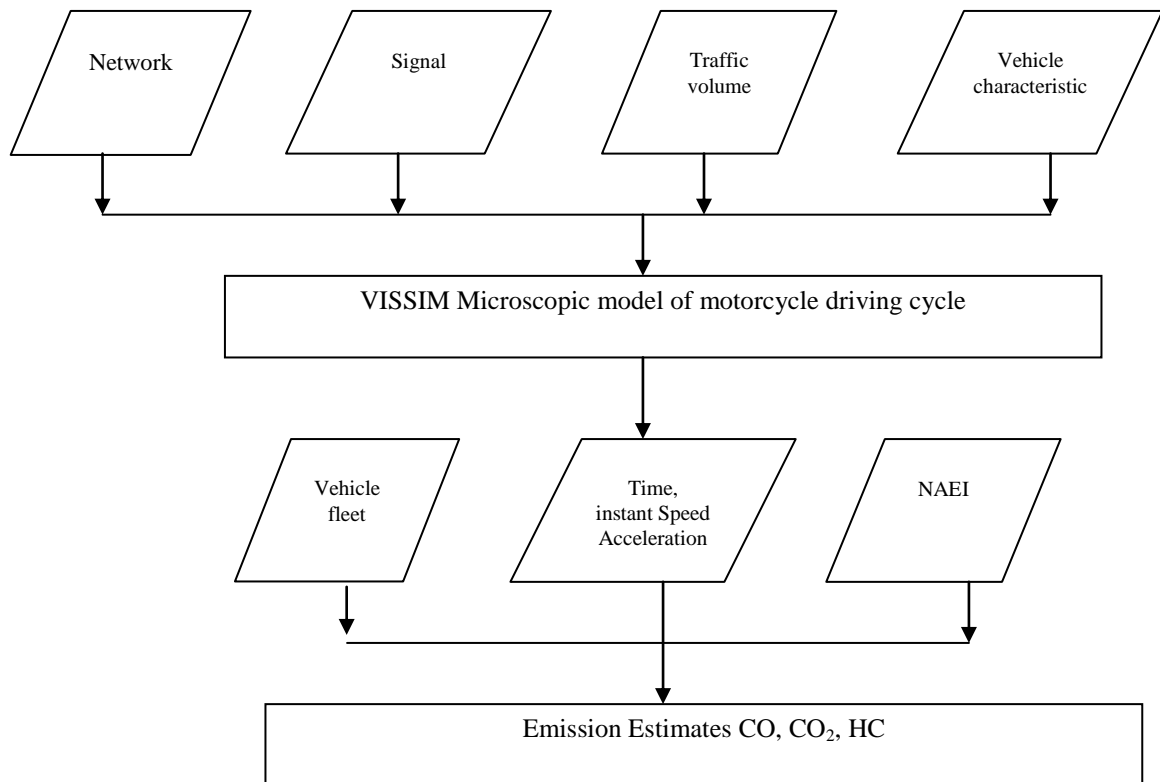 Network
Signal
Traffic
volume
Vehicle
characteristic
VISSIM Microscopic model of motorcycle driving cycle
Vehicle
fleet
Time,
instant Speed
Acceleration
NAEI
Emission Estimates CO, CO₂, HC